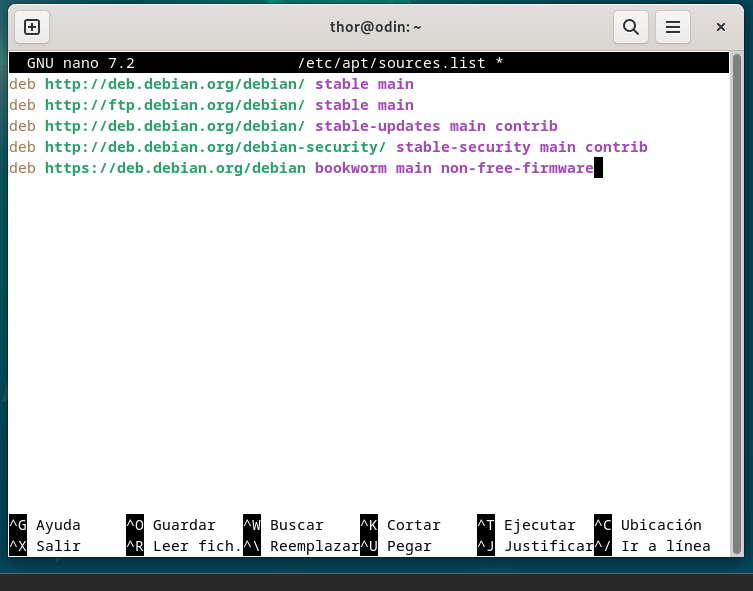 thor@odin: ~
GNU nano 7.2 /etc/apt/sources.list *
deb http://deb.debian.org/debian/ stable main
deb http://ftp.debian.org/debian/ stable main
deb http://deb.debian.org/debian/ stable-updates main contrib
deb http://deb.debian.org/debian-security/ stable-security main contrib
deb https://deb.debian.org/debian bookworm main non-free-firmware
^G Ayuda ^O Guardar ^W Buscar ^K Cortar ^T Ejecutar ^C Ubicación
^X Salir ^R Leer fich. ^\ Reemplazar ^U Pegar ^J Justificar ^/ Ir a línea